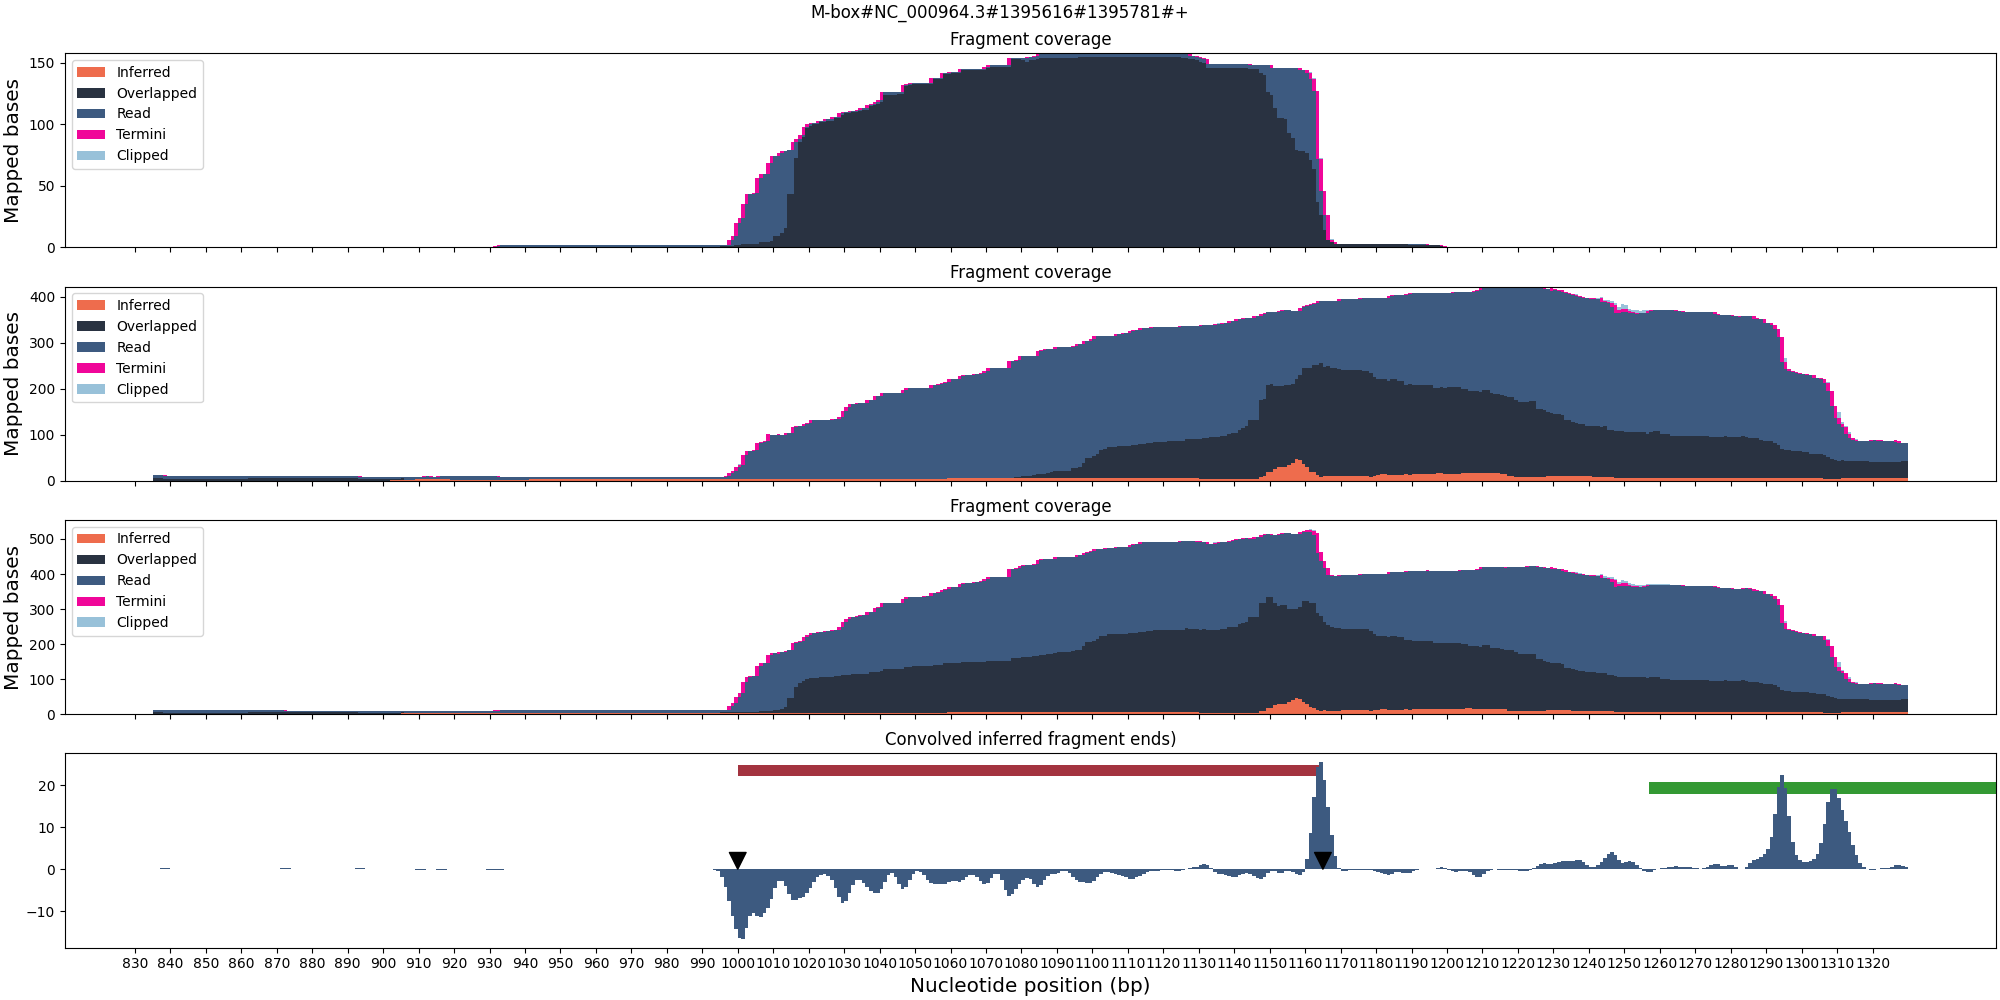 M-box#NC_000964.3#1395616#1395781#+
Fragment coverage
Mapped bases
150
100
50
0
Inferred
Overlapped
Read
Termini
Clipped
Fragment coverage
Mapped bases
400
300
200
100
0
Inferred
Overlapped
Read
Termini
Clipped
Fragment coverage
Mapped bases
500
400
300
200
100
0
Inferred
Overlapped
Read
Termini
Clipped
Convolved inferred fragment ends)
20
10
0
−10
830 840 850 860 870 880 890 900 910 920 930 940 950 960 970 980 990 1000 1010 1020 1030 1040 1050 1060 1070 1080 1090 1100 1110 1120 1130 1140 1150 1160 1170 1180 1190 1200 1210 1220 1230 1240 1250 1260 1270 1280 1290 1300 1310 1320
Nucleotide position (bp)